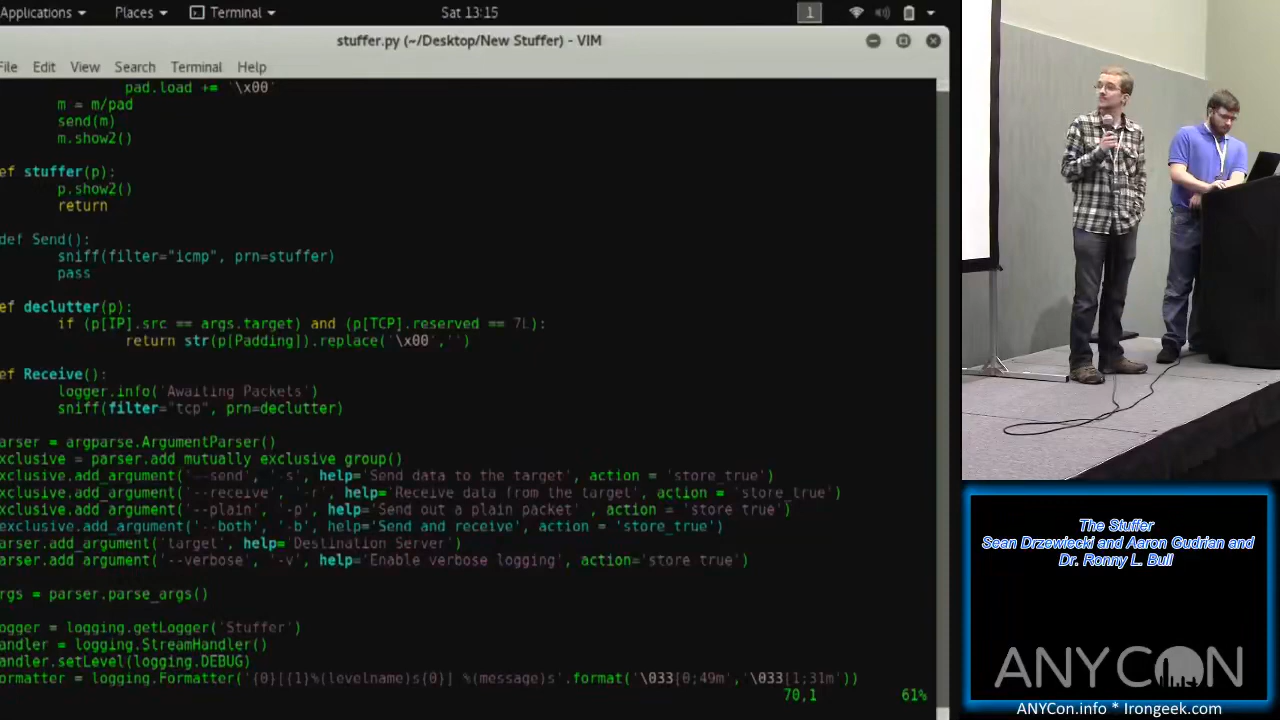 Applications Places Terminal Sat 13:15 1
stuffer.py (~/Desktop/New Stuffer) - VIM
File Edit View Search Terminal Help
pad.load += '\x00'
m = m/pad
send(m)
m.show2()
ef stuffer(p):
p.show2()
return
def Send():
sniff(filter="icmp", prn=stuffer)
pass
ef declutter(p):
if (p[IP].src == args.target) and (p[TCP].reserved == 7L):
return str(p[Padding]).replace('\x00','')
ef Receive():
logger.info('Awaiting Packets')
sniff(filter="tcp", prn=declutter)
arser = argparse.ArgumentParser()
xclusive = parser.add_mutually_exclusive_group()
xclusive.add_argument('--send', '-s', help='Send data to the target', action = 'store_true')
xclusive.add_argument('--receive', '-r', help='Receive data from the target', action = 'store_true')
xclusive.add_argument('--plain', '-p', help='Send out a plain packet' , action = 'store_true')
exclusive.add_argument('--both', '-b', help='Send and receive', action = 'store_true')
arser.add_argument('target', help='Destination Server')
arser.add_argument('--verbose', '-v', help='Enable verbose logging', action='store_true')
rgs = parser.parse_args()
ogger = logging.getLogger('Stuffer')
andler = logging.StreamHandler()
andler.setLevel(logging.DEBUG)
ormatter = logging.Formatter('{0}[{1}%(levelname)s{0}] %(message)s'.format('\033[0;49m','\033[1;31m'))
70,1 61%
The Stuffer
Sean Drzewiecki and Aaron Gudrian and
Dr. Ronny L. Bull
ANYCON
ANYCon.info * Irongeek.com